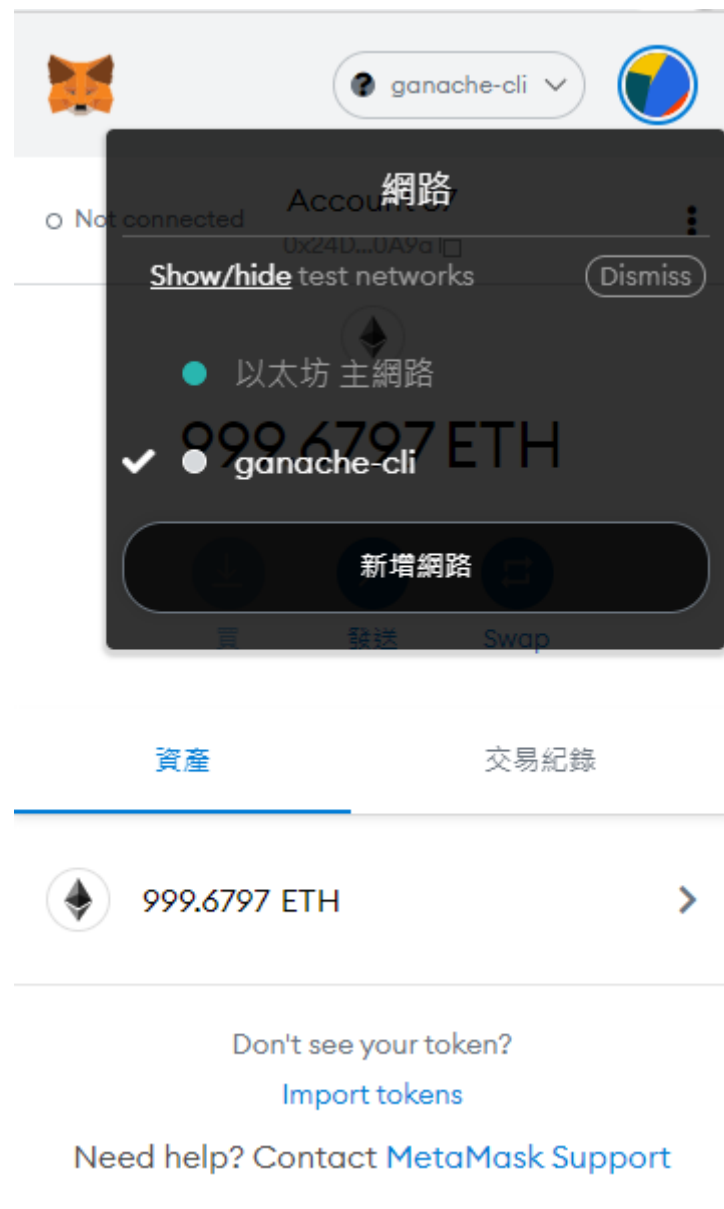 ganache-cli
網路
Not connected
Account 37
0x24D...0A9a
Show/hide test networks
Dismiss
以太坊 主網路
999.6797 ETH
ganache-cli
新增網路
買
發送
Swap
資產
交易紀錄
999.6797 ETH
Don't see your token?
Import tokens
Need help? Contact MetaMask Support